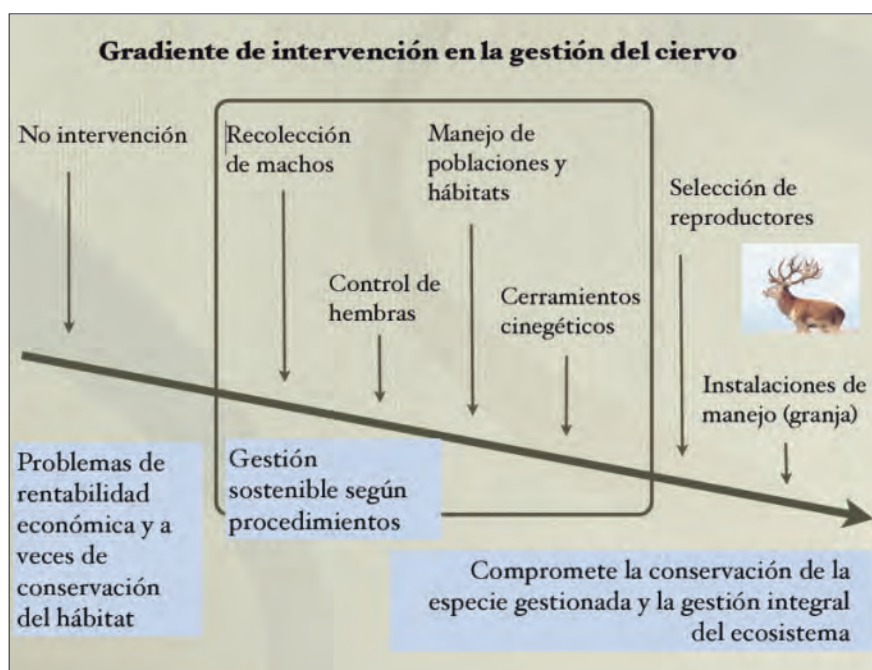 Gradiente de intervención en la gestión del ciervo
No intervención
Recolección
de machos
Manejo de
poblaciones y
hábitats
Selección de
reproductores
Control de
hembras
Cerramientos
cinegéticos
Instalaciones de
manejo (granja)
Problemas de
rentabilidad
económica y a
veces de
conservación
del hábitat
Gestión
sostenible según
procedimientos
Compromete la conservación de la
especie gestionada y la gestión integral
del ecosistema